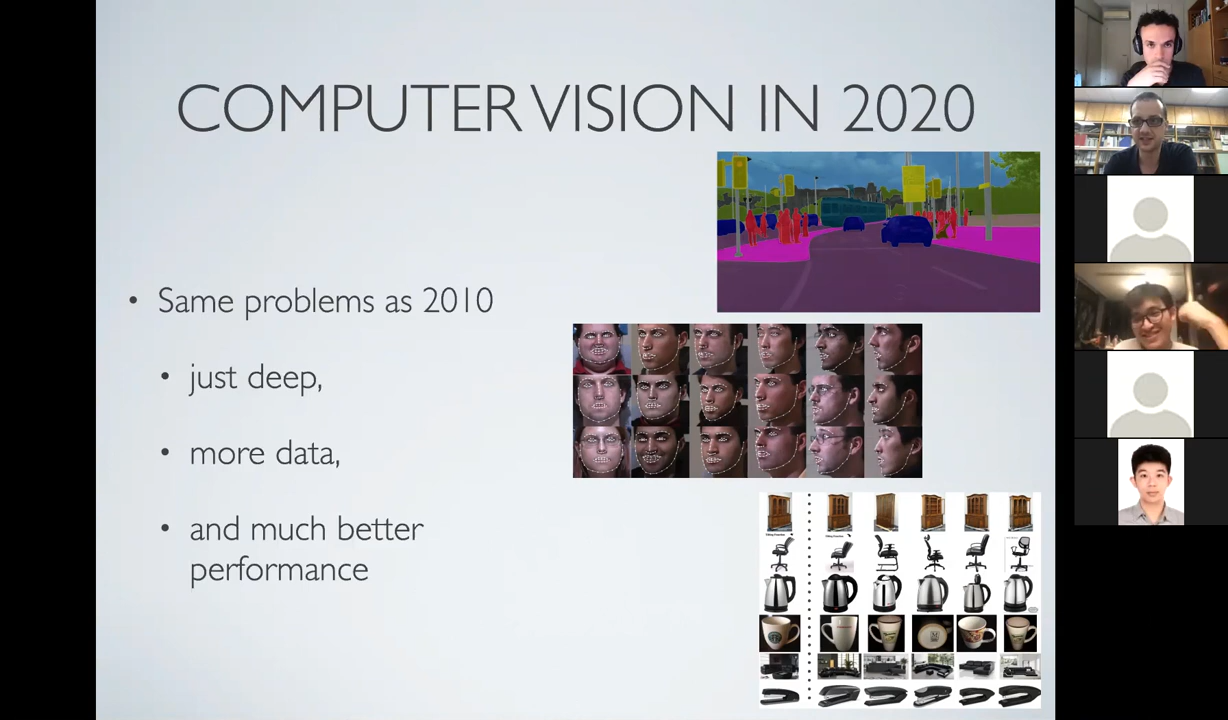 COMPUTER VISION IN 2020
• Same problems as 2010
• just deep,
• more data,
• and much better
performance